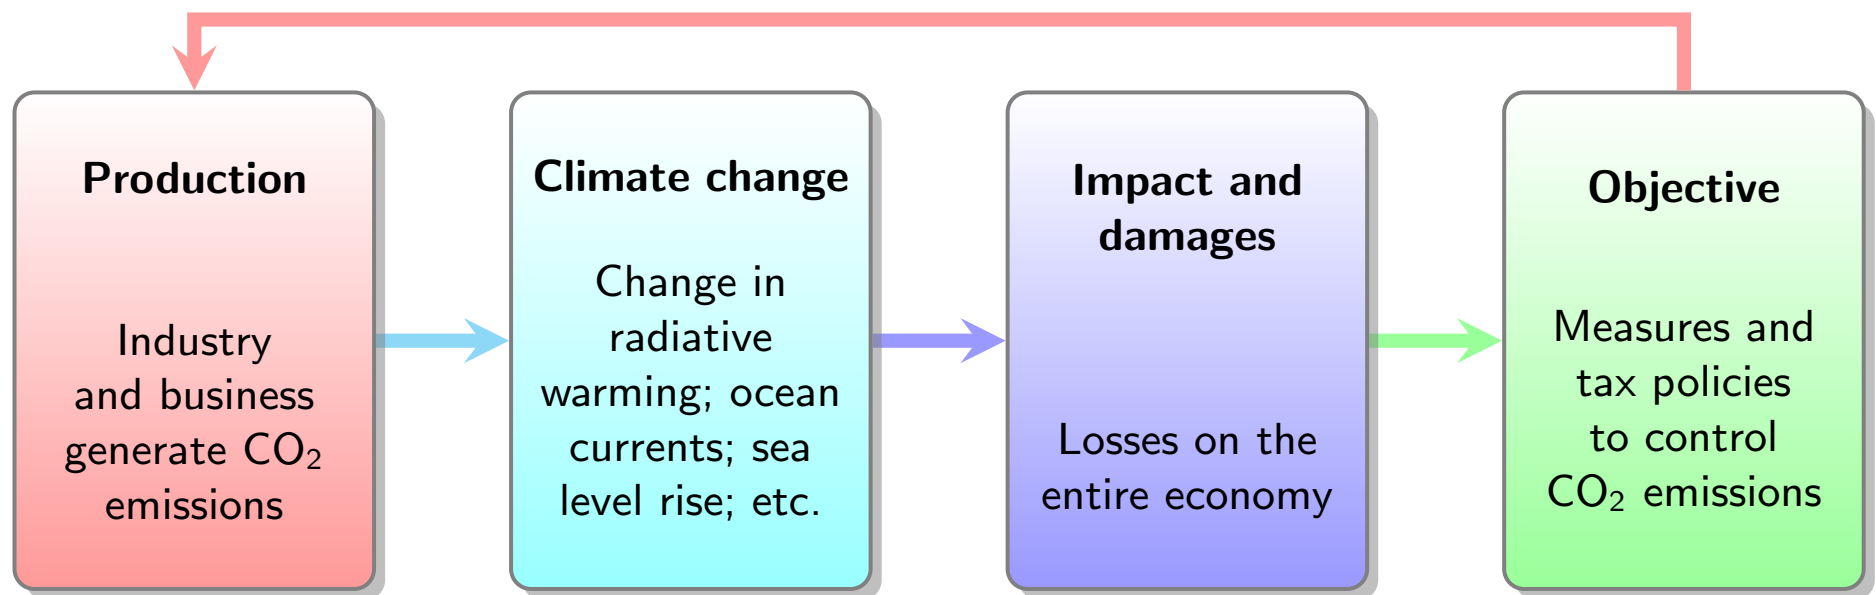 Production
Industry
and business
generate CO₂
emissions
Climate change
Change in
radiative
warming; ocean
currents; sea
level rise; etc.
Impact and
damages
Losses on the
entire economy
Objective
Measures and
tax policies
to control
CO₂ emissions